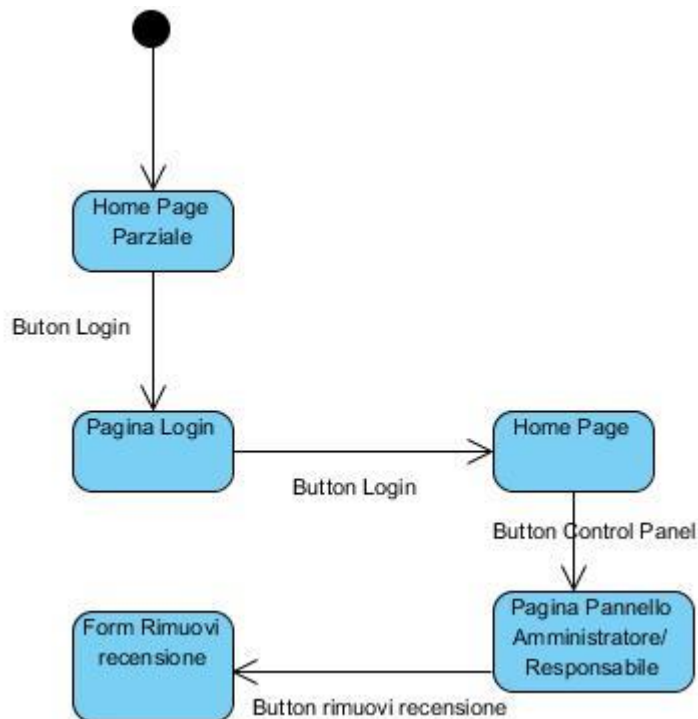 Home Page
Parziale
Buton Login
Pagina Login
Home Page
Button Login
Button Control Panel
Form Rimuovi
recensione
Pagina Pannello
Amministratore/
Responsabile
Button rimuovi recensione